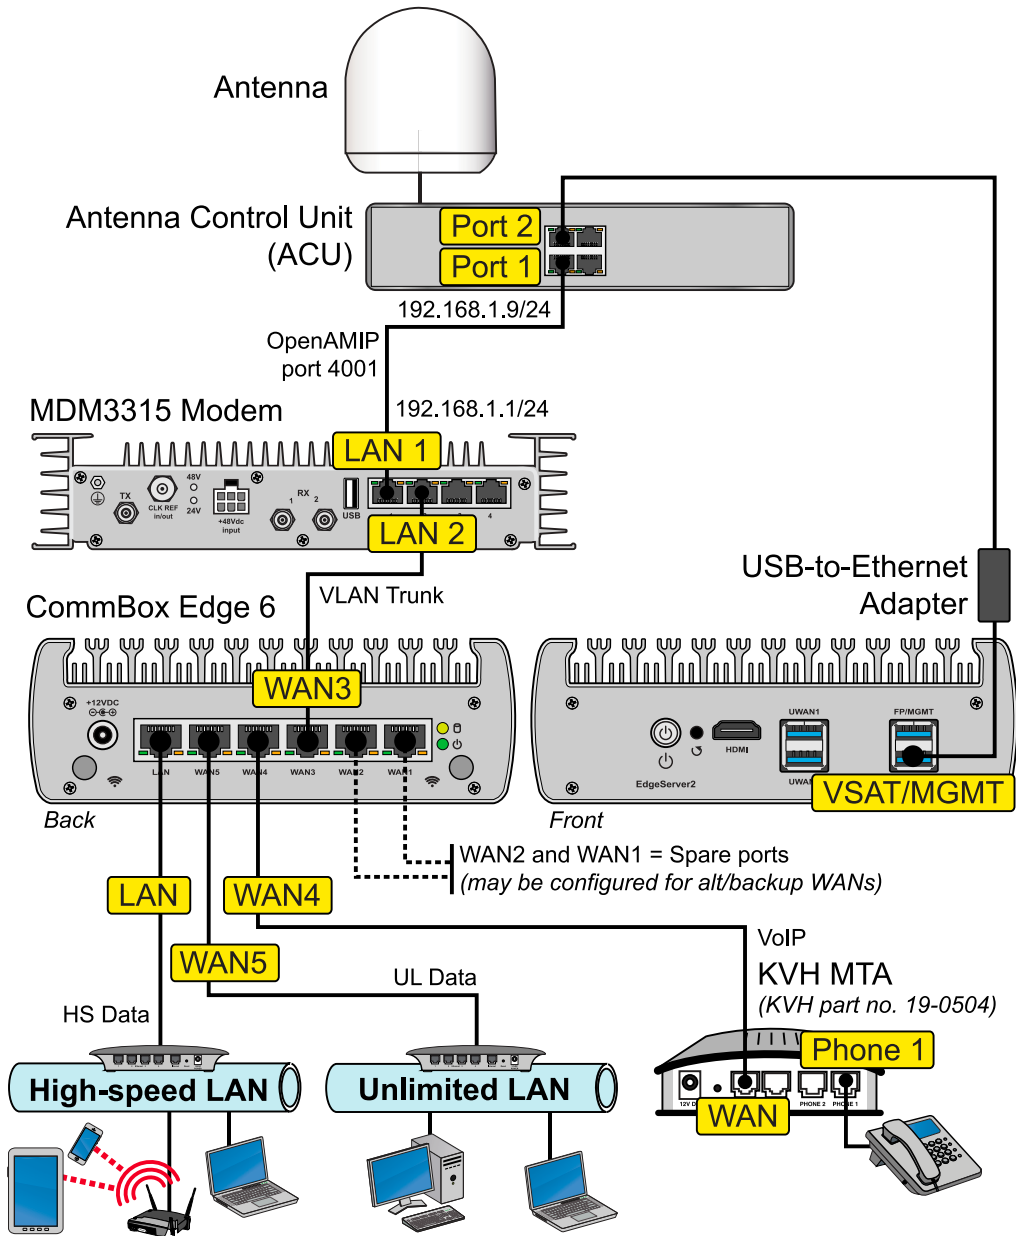 Antenna
Antenna Control Unit
(ACU)
Port 2
Port 1
192.168.1.9/24
OpenAMIP
port 4001
MDM3315 Modem
192.168.1.1/24
LAN 1
TX
CLK REF
in/out
48V
24V
+48Vdc
input
RX
1
2
USB
4
LAN 2
VLAN Trunk
USB-to-Ethernet
Adapter
CommBox Edge 6
WAN3
+12VDC
LAN
WAN5
WAN4
WAN3
WAN2
WAN1
Back
EdgeServer2
HDMI
UWAN1
FP/MGMT
VSAT/MGMT
Front
WAN2 and WAN1 = Spare ports
(may be configured for alt/backup WANs)
LAN
WAN4
WAN5
HS Data
UL Data
VoIP
KVH MTA
(KVH part no. 19-0504)
Phone 1
High-speed LAN
Unlimited LAN
WAN
PHONE 2
PHONE 1